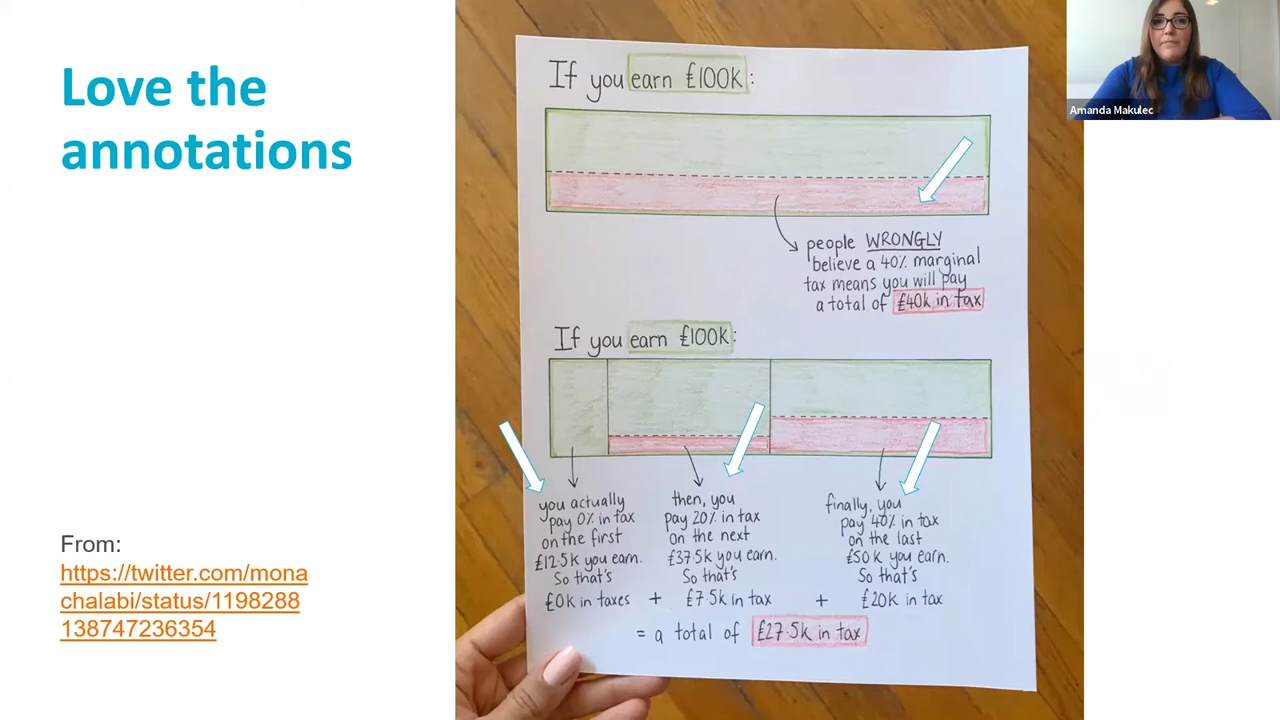 Love the
annotations
From:
https://twitter.com/mona
chalabi/status/1198288
138747236354
If you earn £100k:
people WRONGLY
believe a 40% marginal
tax means you will pay
a total of £40k in tax
If you earn £100k:
you actually
pay 0% in tax
on the first
£12.5k you earn.
So that's
£0k in taxes
+
then, you
pay 20% in tax
on the next
£37.5k you earn.
So that's
£7.5k in tax
+
finally, you
pay 40% in tax
on the last
£50k you earn.
So that's
£20k in tax
= a total of £27.5k in tax
Amanda Makulec